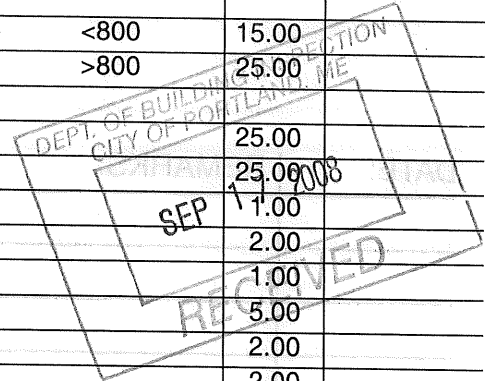 <800 15.00
>800 25.00
DEPT. OF BUILDING INSPECTION
CITY OF PORTLAND, ME
25.00
25.00
SEP 17 2008
1.00
2.00
1.00
RECEIVED
5.00
2.00
2.00